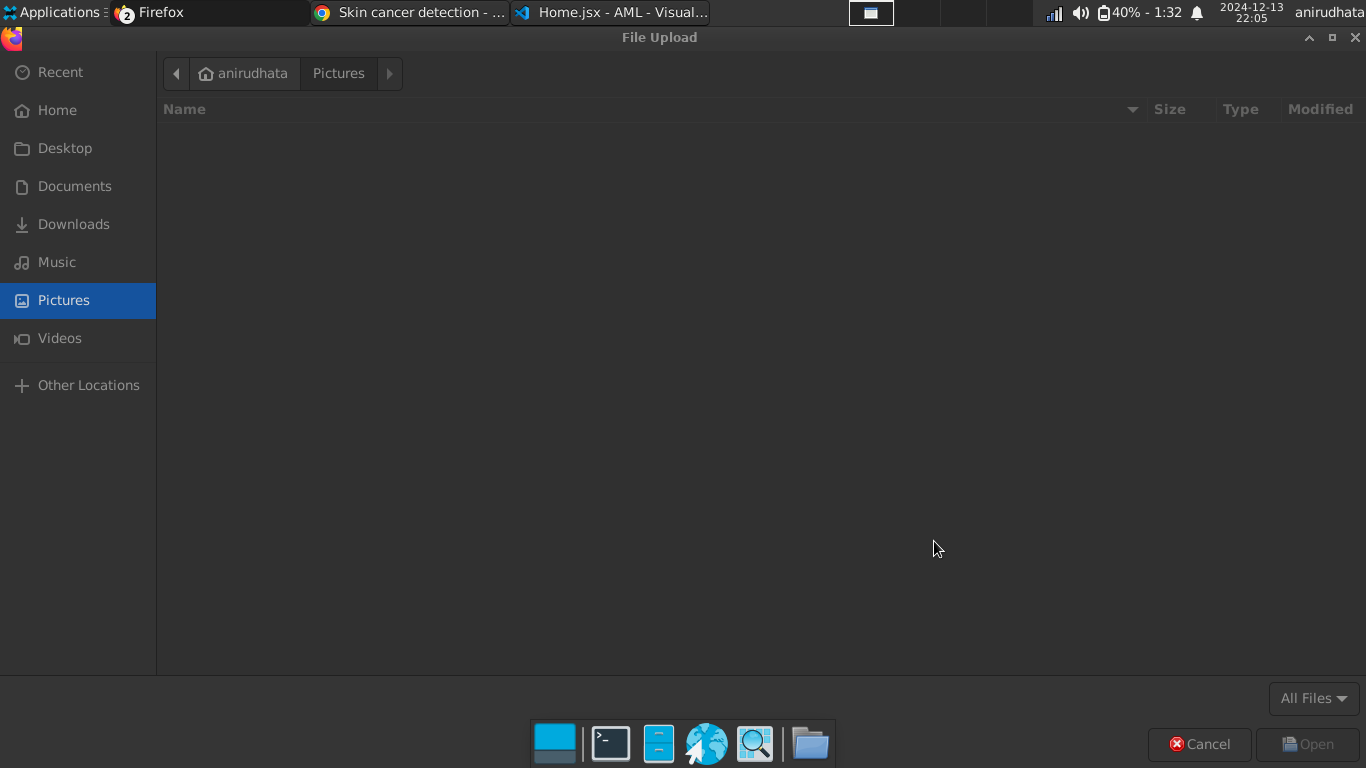 Applications
2 Firefox
Skin cancer detection - ...
Home.jsx - AML - Visual...
40% - 1:32
2024-12-13
22:05
anirudhata
File Upload
Recent
Home
Desktop
Documents
Downloads
Music
Pictures
Videos
Other Locations
anirudhata
Pictures
Name
Size
Type
Modified
All Files
Cancel
Open